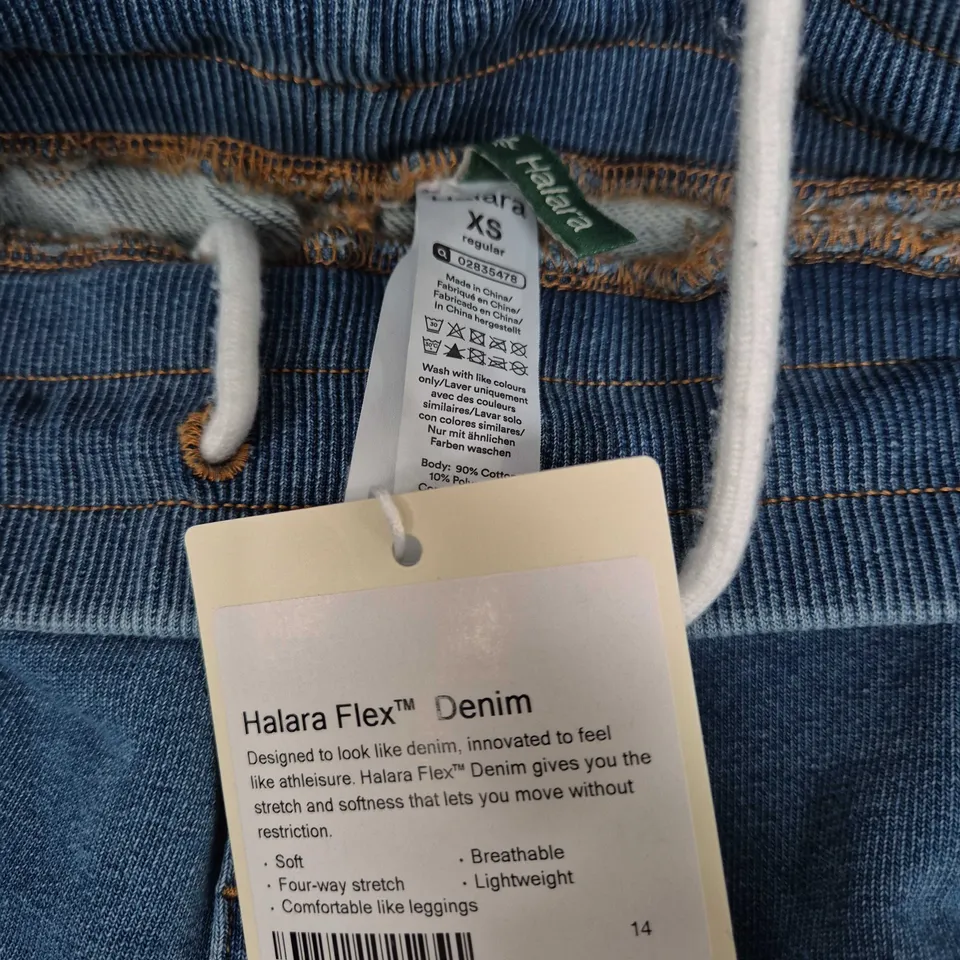 Halara
XS
regular
02835478
Made in China/
Fabriqué en Chine/
Fabricado en China/
In China hergestellt
30
30°C
Wash with like colours
only/Laver uniquement
avec des couleurs
similaires/Lavar solo
con colores similares/
Nur mit ähnlichen
Farben waschen
Body: 90%
10%
Halara Flex™ Denim
Designed to look like denim, innovated to feel
like athleisure. Halara Flex™ Denim gives you the
stretch and softness that lets you move without
restriction.
· Soft
· Breathable
· Four-way stretch
· Lightweight
· Comfortable like leggings
14